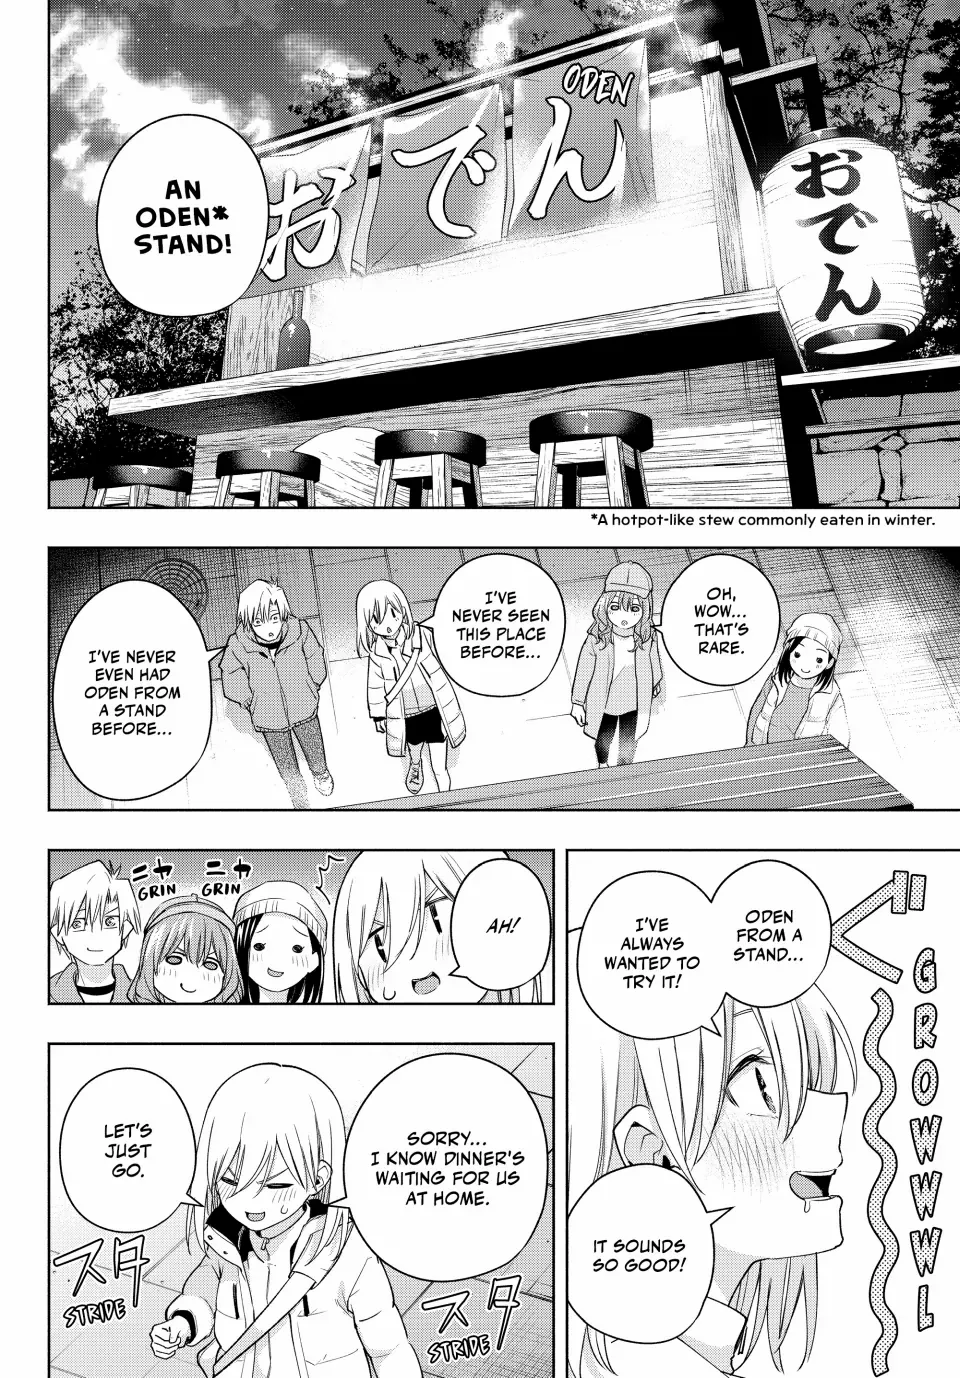 AN
ODEN*
STAND!
ODEN
おでん
おでん
*A hotpot-like stew commonly eaten in winter.
OH,
WOW...
THAT'S
RARE.
I'VE
NEVER SEEN
THIS PLACE
BEFORE...
I'VE NEVER
EVEN HAD
ODEN FROM
A STAND
BEFORE...
グ~
GROWWWL
ODEN
FROM A
STAND...
I'VE
ALWAYS
WANTED TO
TRY IT!
IT SOUNDS
SO GOOD!
AH!
ニヤ
GRIN
ニヤ
GRIN
SORRY...
I KNOW DINNER'S
WAITING FOR US
AT HOME.
LET'S
JUST
GO.
スタ
STRIDE
スタ
STRIDE